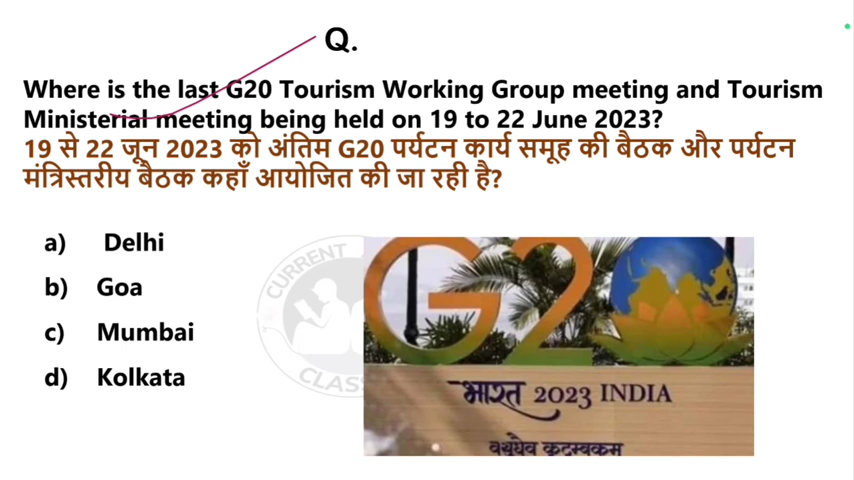 Q.
Where is the last G20 Tourism Working Group meeting and Tourism
Ministerial meeting being held on 19 to 22 June 2023?
19 से 22 जून 2023 को अंतिम G20 पर्यटन कार्य समूह की बैठक और पर्यटन
मंत्रिस्तरीय बैठक कहाँ आयोजित की जा रही है?
a) Delhi
b) Goa
c) Mumbai
d) Kolkata
CURRENT
CLASS
G20
भारत 2023 INDIA
वसुधैव कुटुम्बकम